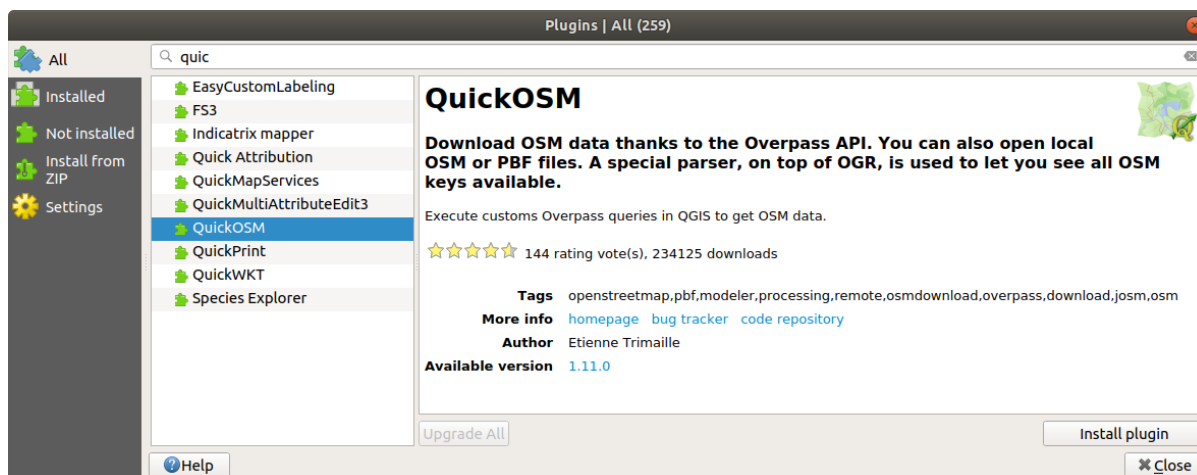 Plugins | All (259)
All
Installed
Not installed
Install from
ZIP
Settings
quic
EasyCustomLabeling
FS3
Indicatrix mapper
Quick Attribution
QuickMapServices
QuickMultiAttributeEdit3
QuickOSM
QuickPrint
QuickWKT
Species Explorer
QuickOSM
Download OSM data thanks to the Overpass API. You can also open local
OSM or PBF files. A special parser, on top of OGR, is used to let you see all OSM
keys available.
Execute customs Overpass queries in QGIS to get OSM data.
144 rating vote(s), 234125 downloads
Tags openstreetmap,pbf,modeler,processing,remote,osmdownload,overpass,download,josm,osm
More info homepage bug tracker code repository
Author Etienne Trimaille
Available version 1.11.0
Upgrade All
Install plugin
Help
Close